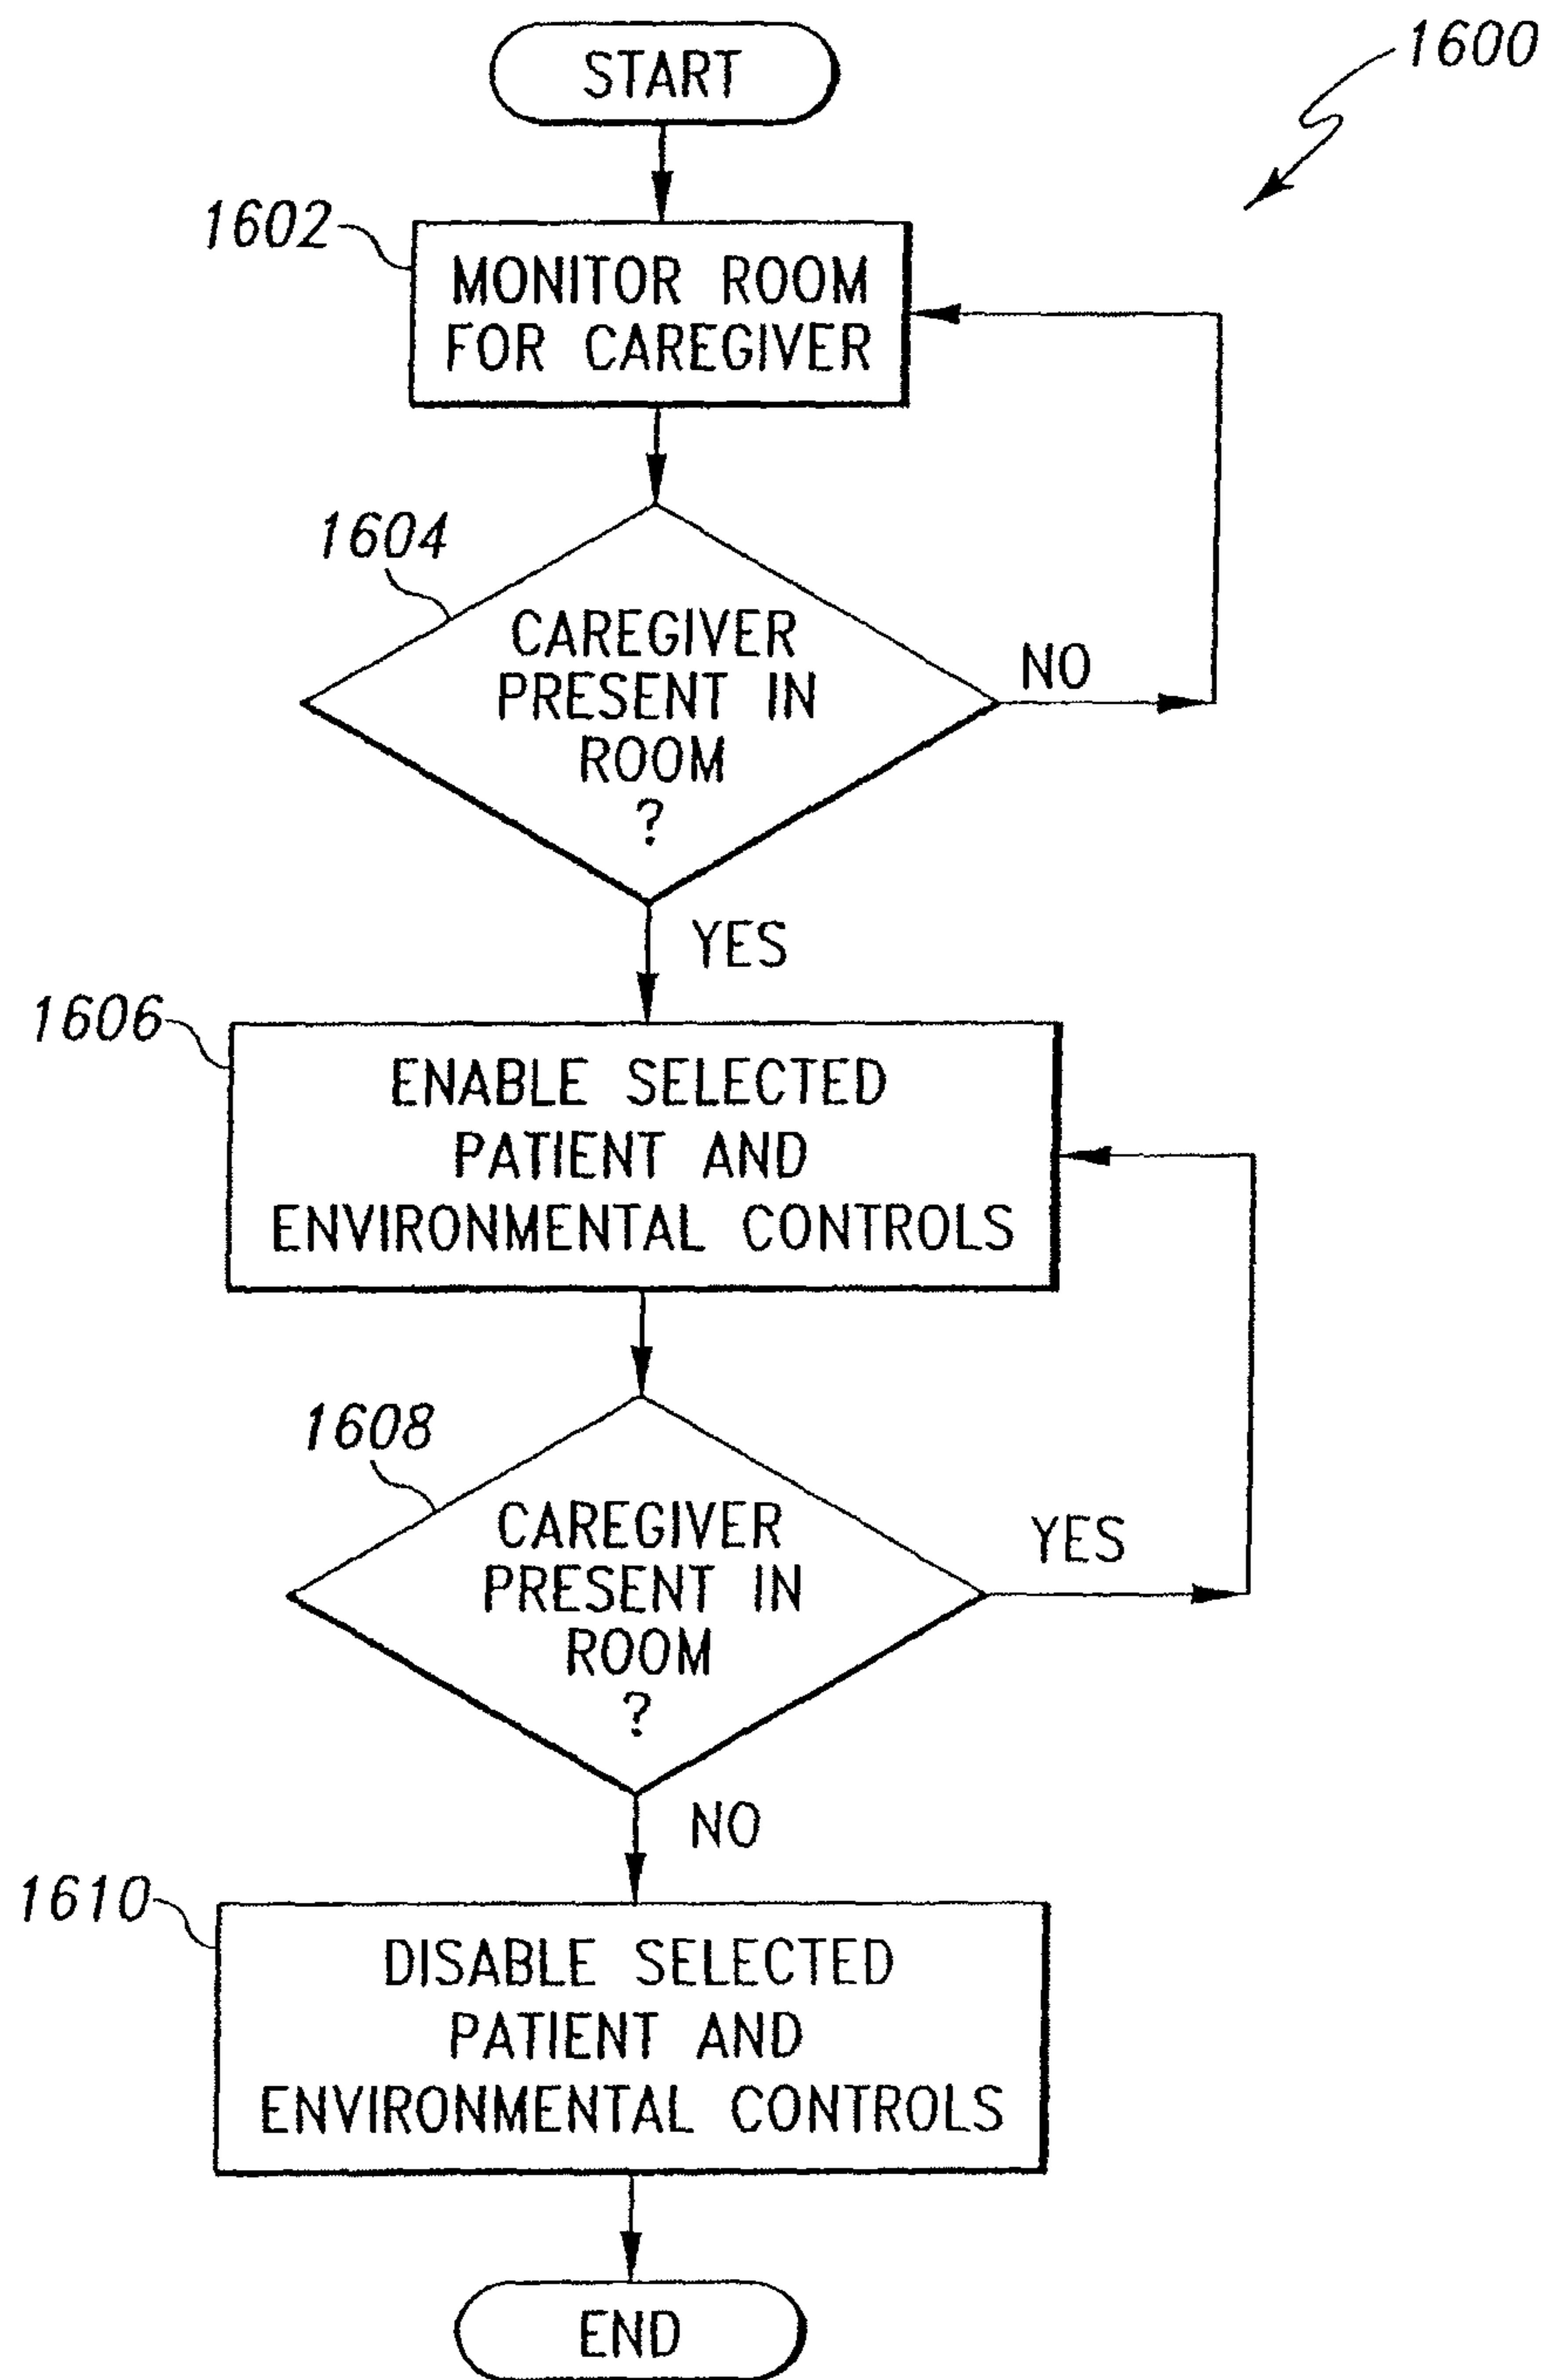 START
1600
1602
MONITOR ROOM
FOR CAREGIVER
1604
CAREGIVER
PRESENT IN
ROOM
?
NO
YES
1606
ENABLE SELECTED
PATIENT AND
ENVIRONMENTAL CONTROLS
1608
CAREGIVER
PRESENT IN
ROOM
?
YES
NO
1610
DISABLE SELECTED
PATIENT AND
ENVIRONMENTAL CONTROLS
END